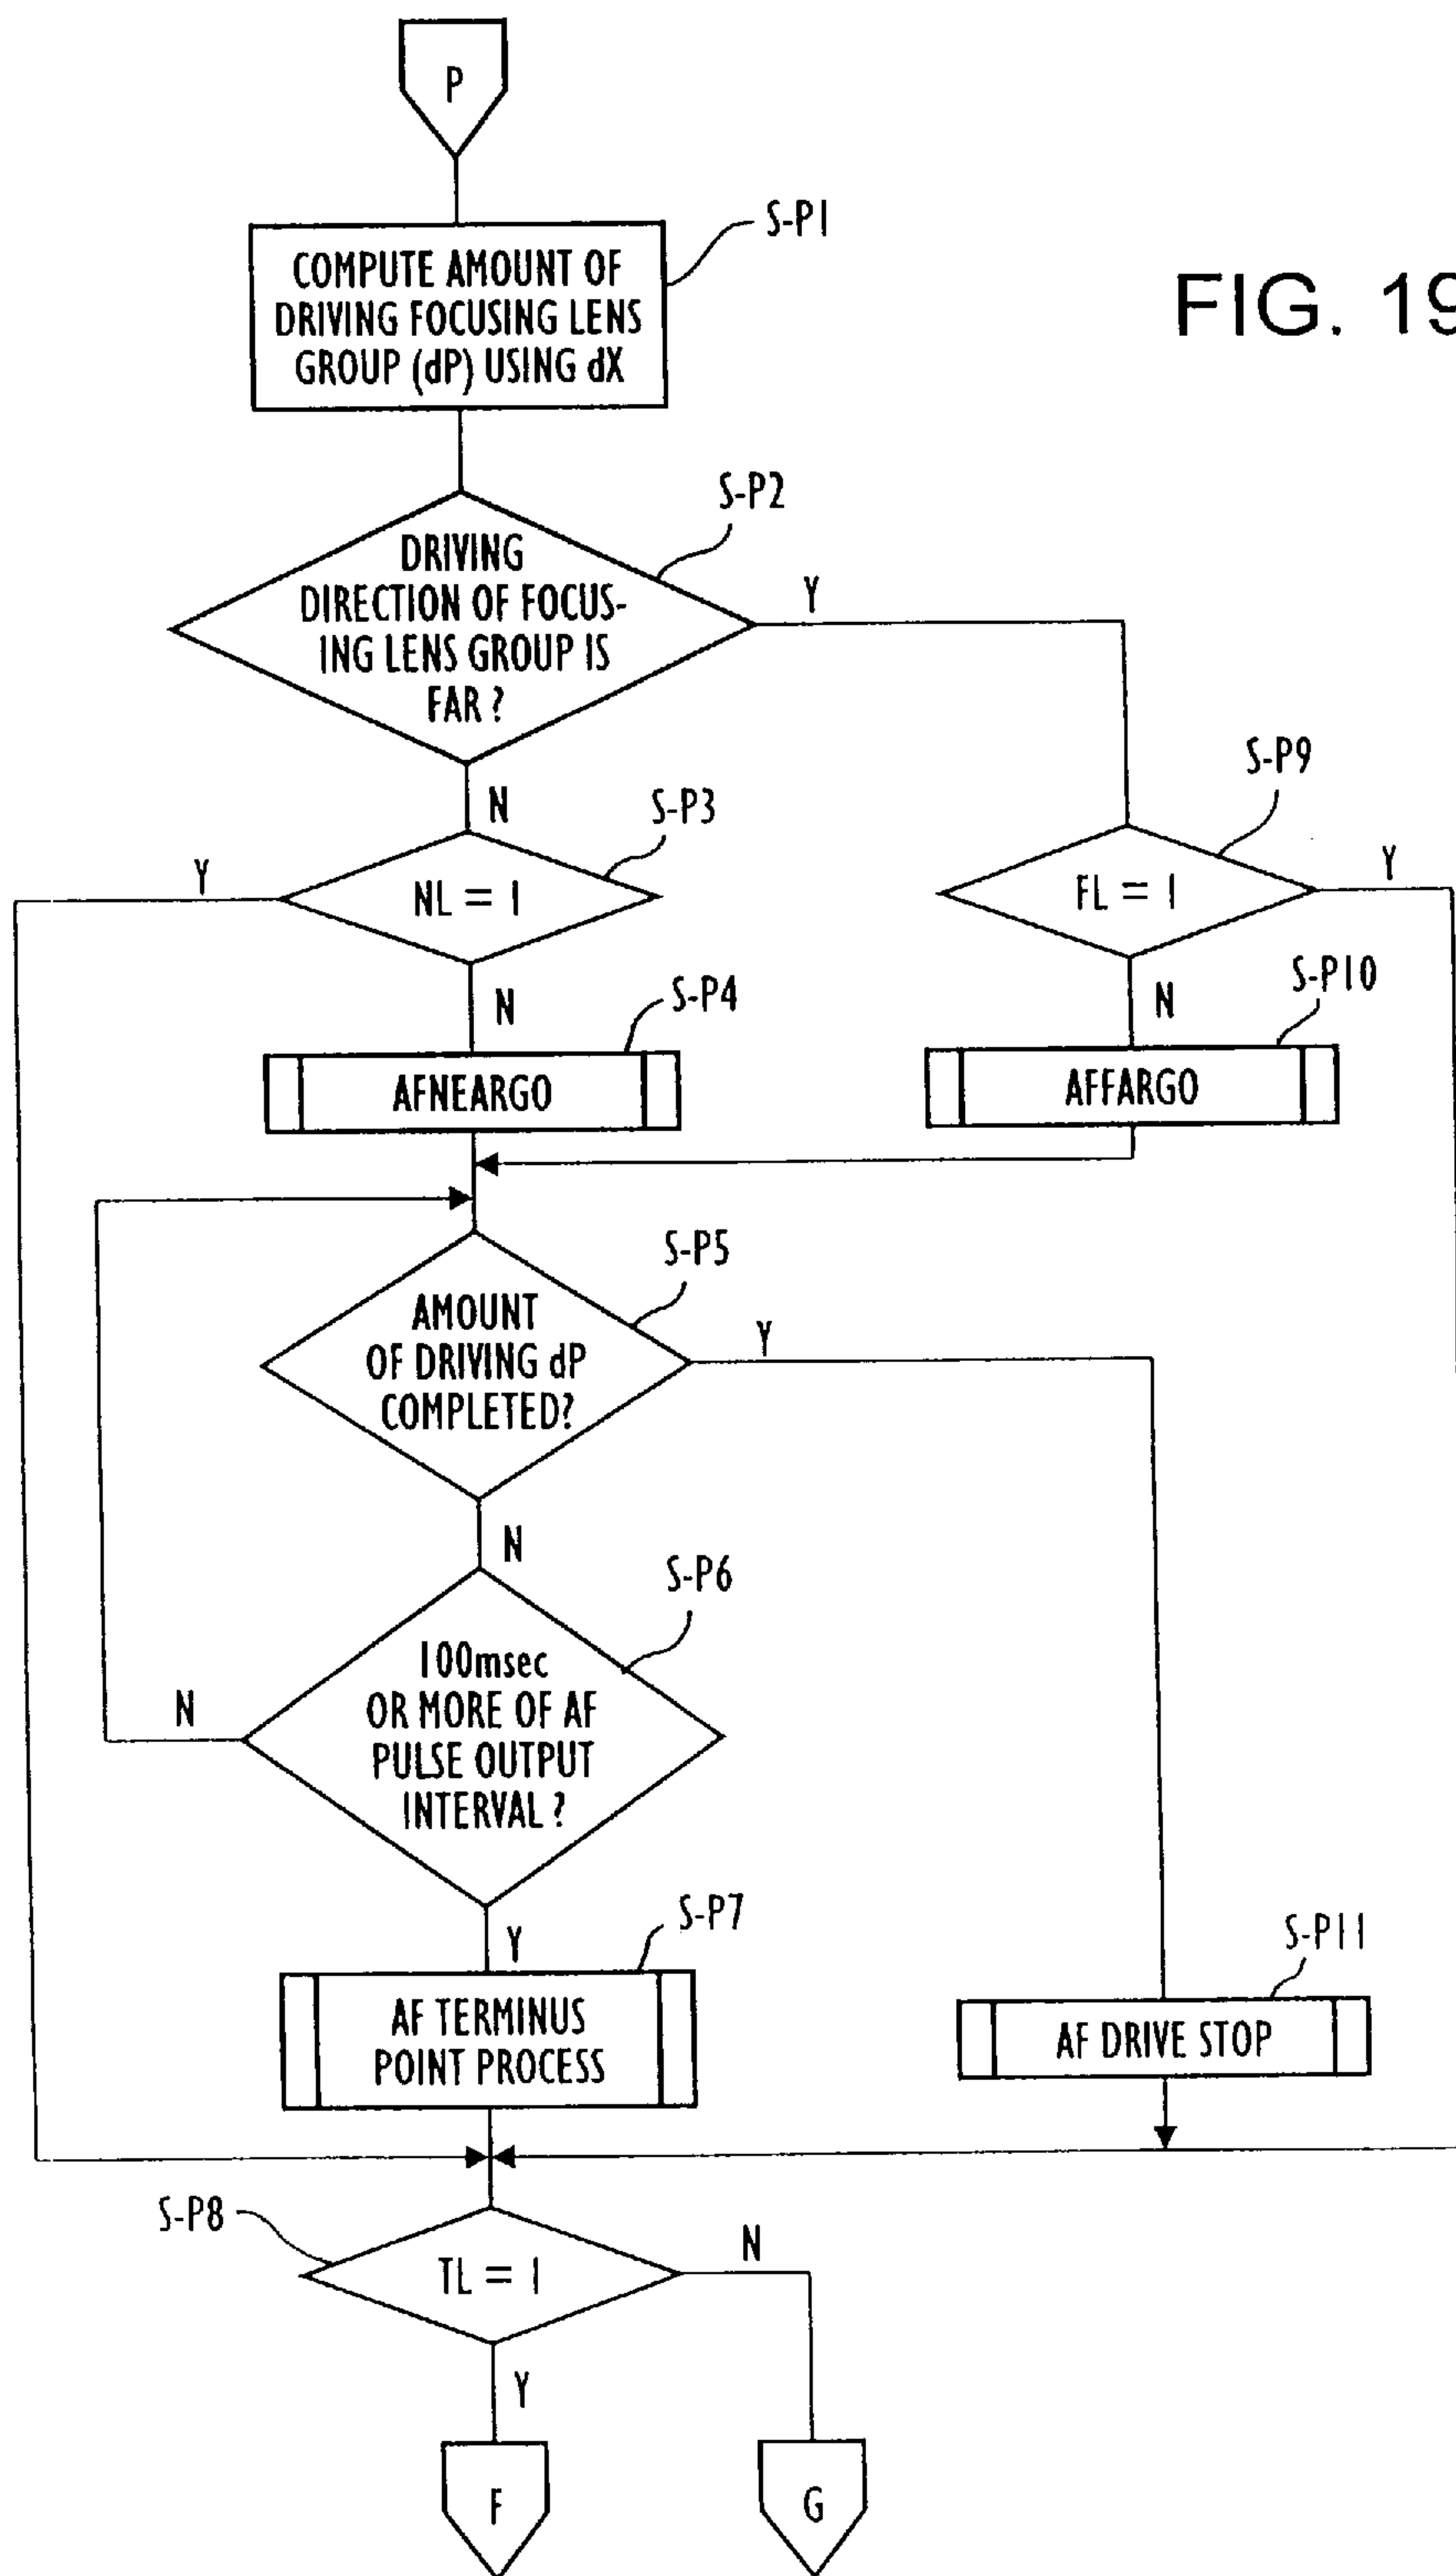 P
S-P1
COMPUTE AMOUNT OF
DRIVING FOCUSING LENS
GROUP (dP) USING dX
FIG. 19
S-P2
DRIVING
DIRECTION OF FOCUS-
ING LENS GROUP IS
FAR ?
Y
N
S-P3
NL = 1
Y
N
S-P9
FL = 1
Y
N
S-P4
AFNEARGO
S-P10
AFFARGO
S-P5
AMOUNT
OF DRIVING dP
COMPLETED?
Y
N
S-P6
100msec
OR MORE OF AF
PULSE OUTPUT
INTERVAL ?
N
Y
S-P7
AF TERMINUS
POINT PROCESS
S-P11
AF DRIVE STOP
S-P8
TL = 1
N
Y
F
G